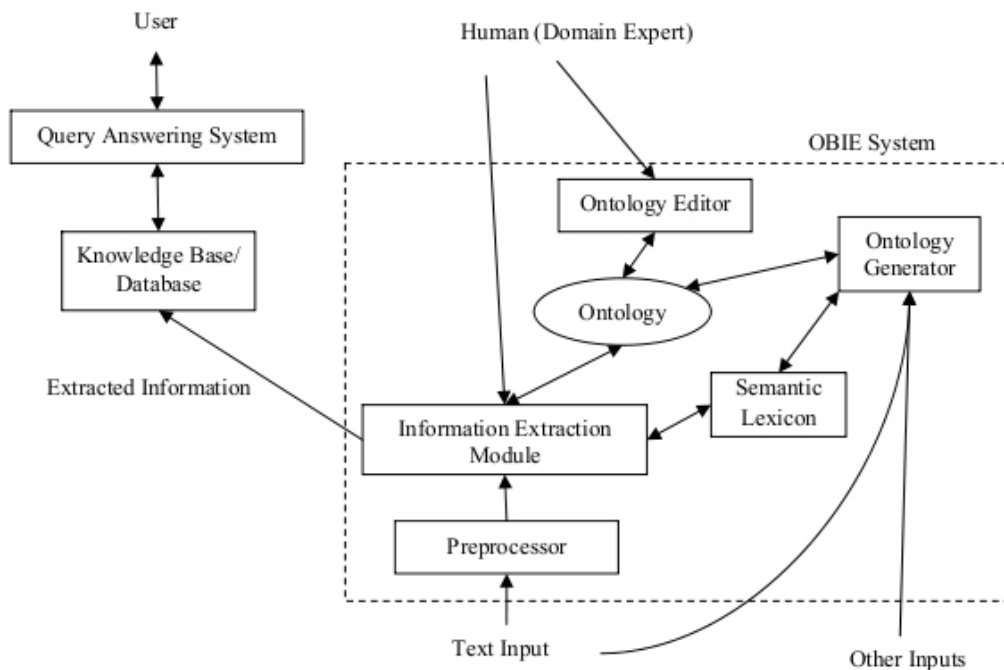 User
Human (Domain Expert)
Query Answering System
OBIE System
Ontology Editor
Knowledge Base/
Database
Ontology
Generator
Ontology
Extracted Information
Semantic
Lexicon
Information Extraction
Module
Preprocessor
Text Input
Other Inputs